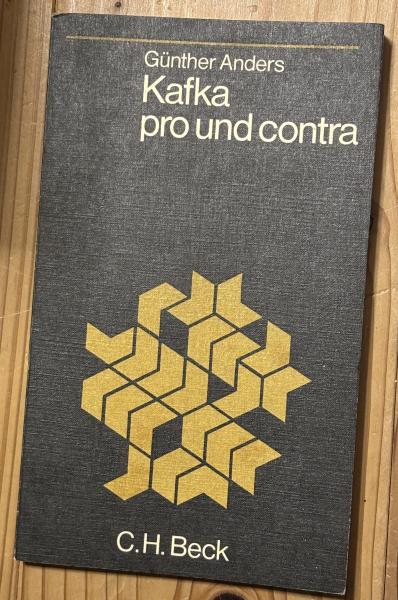 Günther Anders
Kafka
pro und contra
C.H.Beck